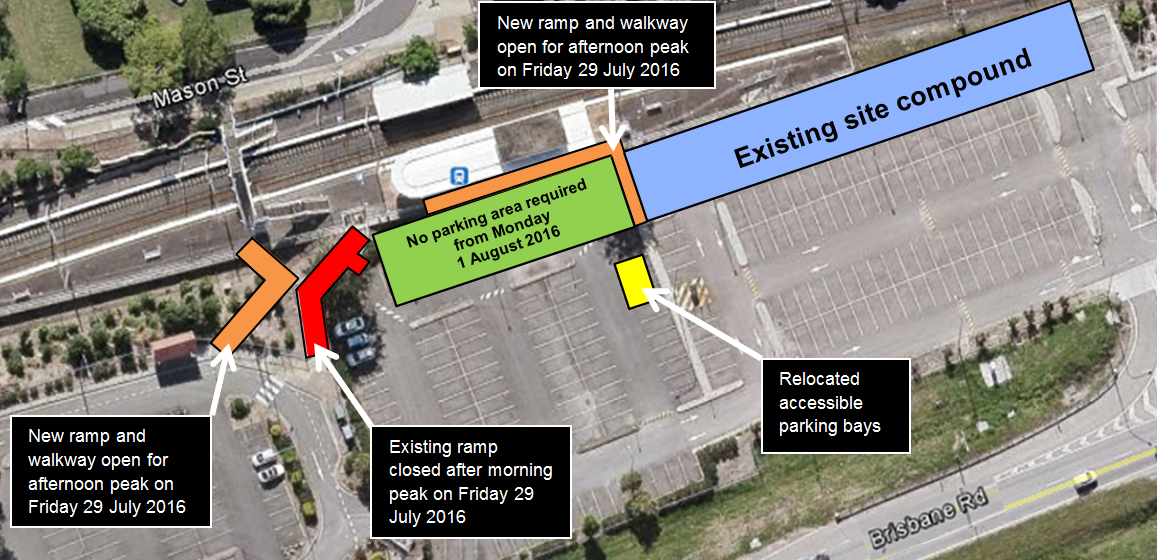 New ramp and walkway
open for afternoon peak
on Friday 29 July 2016
Mason St
Existing site compound
No parking area required
from Monday
1 August 2016
Relocated
accessible
parking bays
New ramp and
walkway open for
afternoon peak on
Friday 29 July 2016
Existing ramp
closed after morning
peak on Friday 29
July 2016
Brisbane Rd